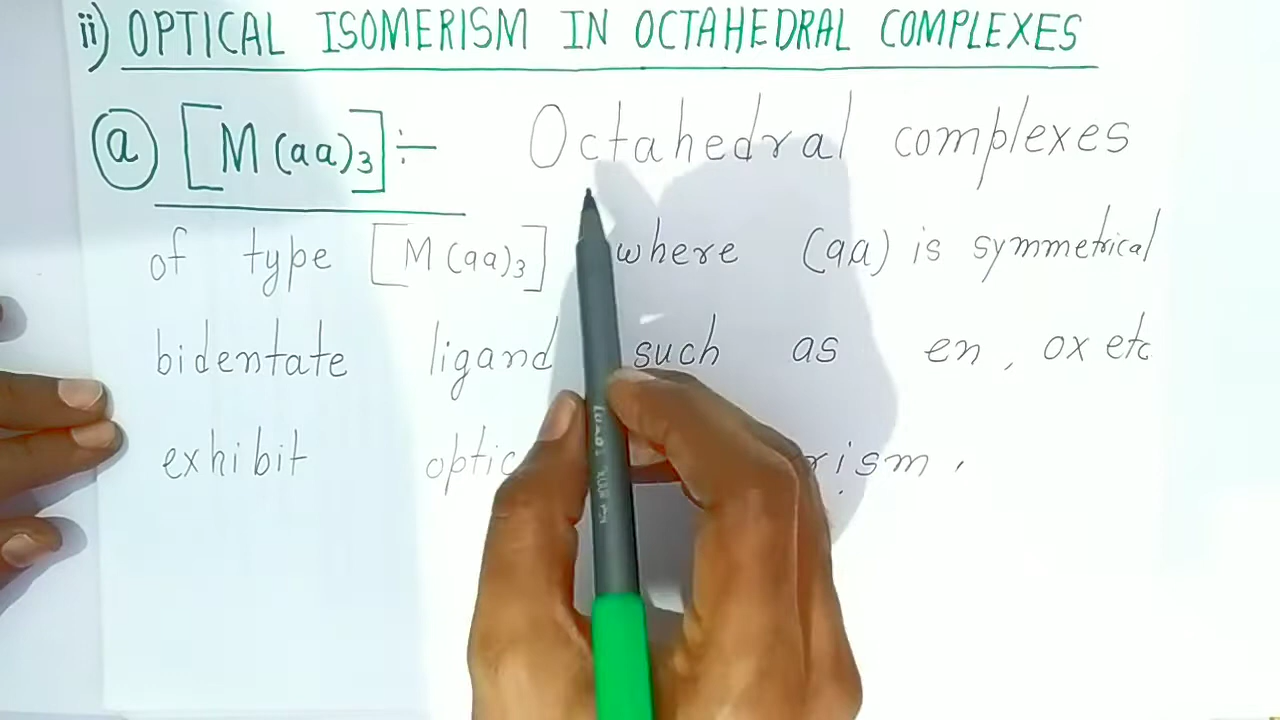 ii) OPTICAL ISOMERISM IN OCTAHEDRAL COMPLEXES
(a) [M(aa)₃] :- Octahedral complexes
of type [M(aa)₃] where (aa) is symmetrical
bidentate ligand such as en, ox etc
exhibit